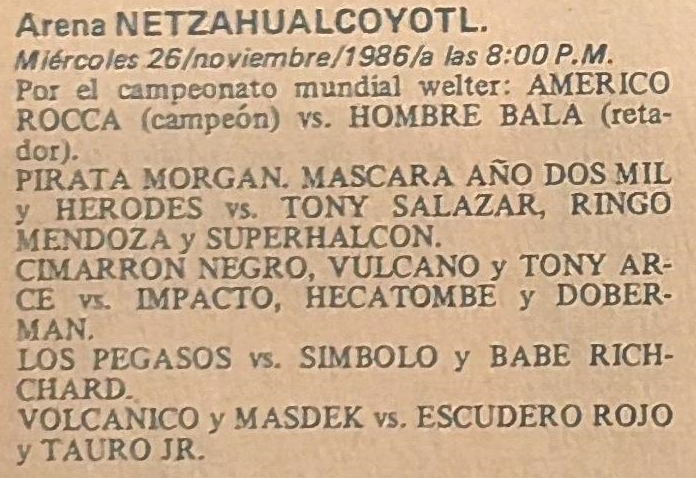 Arena NETZAHUALCOYOTL.
Miércoles 26/noviembre/1986/a las 8:00 P.M.
Por el campeonato mundial welter: AMERICO
ROCCA (campeón) vs. HOMBRE BALA (reta-
dor).
PIRATA MORGAN. MASCARA AÑO DOS MIL
y HERODES vs. TONY SALAZAR, RINGO
MENDOZA y SUPERHALCON.
CIMARRON NEGRO, VULCANO y TONY AR-
CE vs. IMPACTO, HECATOMBE y DOBER-
MAN.
LOS PEGASOS vs. SIMBOLO y BABE RICH-
CHARD.
VOLCANICO y MASDEK vs. ESCUDERO ROJO
y TAURO JR.